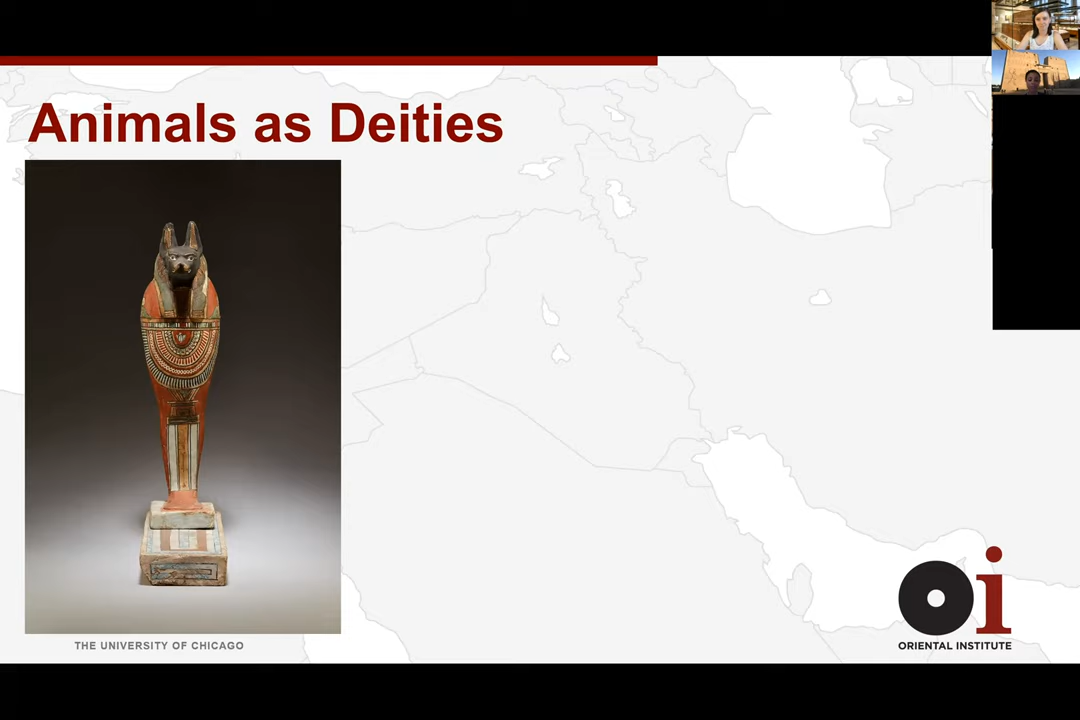 Animals as Deities
THE UNIVERSITY OF CHICAGO
oi
ORIENTAL INSTITUTE